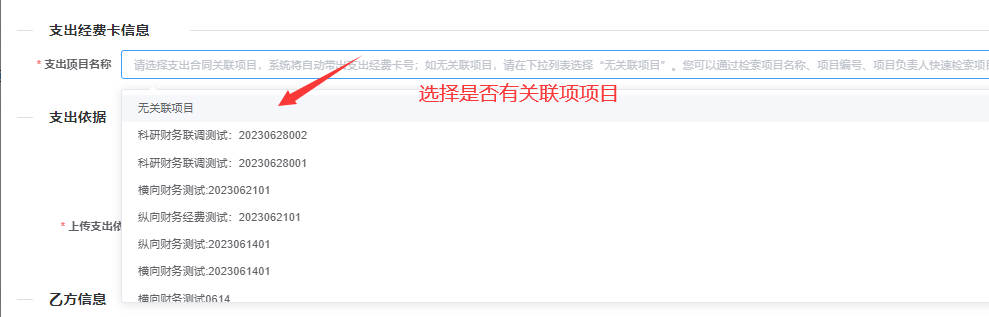 支出经费卡信息
* 支出项目名称
请选择支出合同关联项目，系统将自动带出支出经费卡号；如无关联项目，请在下拉列表选择“无关联项目”。您可以通过检索项目名称、项目编号、项目负责人快速检索项目
选择是否有关联项项目
无关联项目
支出依据
科研财务联调测试：20230628002
科研财务联调测试：20230628001
横向财务测试:2023062101
纵向财务经费测试：2023062101
* 上传支出依
纵向财务测试:2023061401
横向财务测试:2023061401
横向财务测试0614
乙方信息